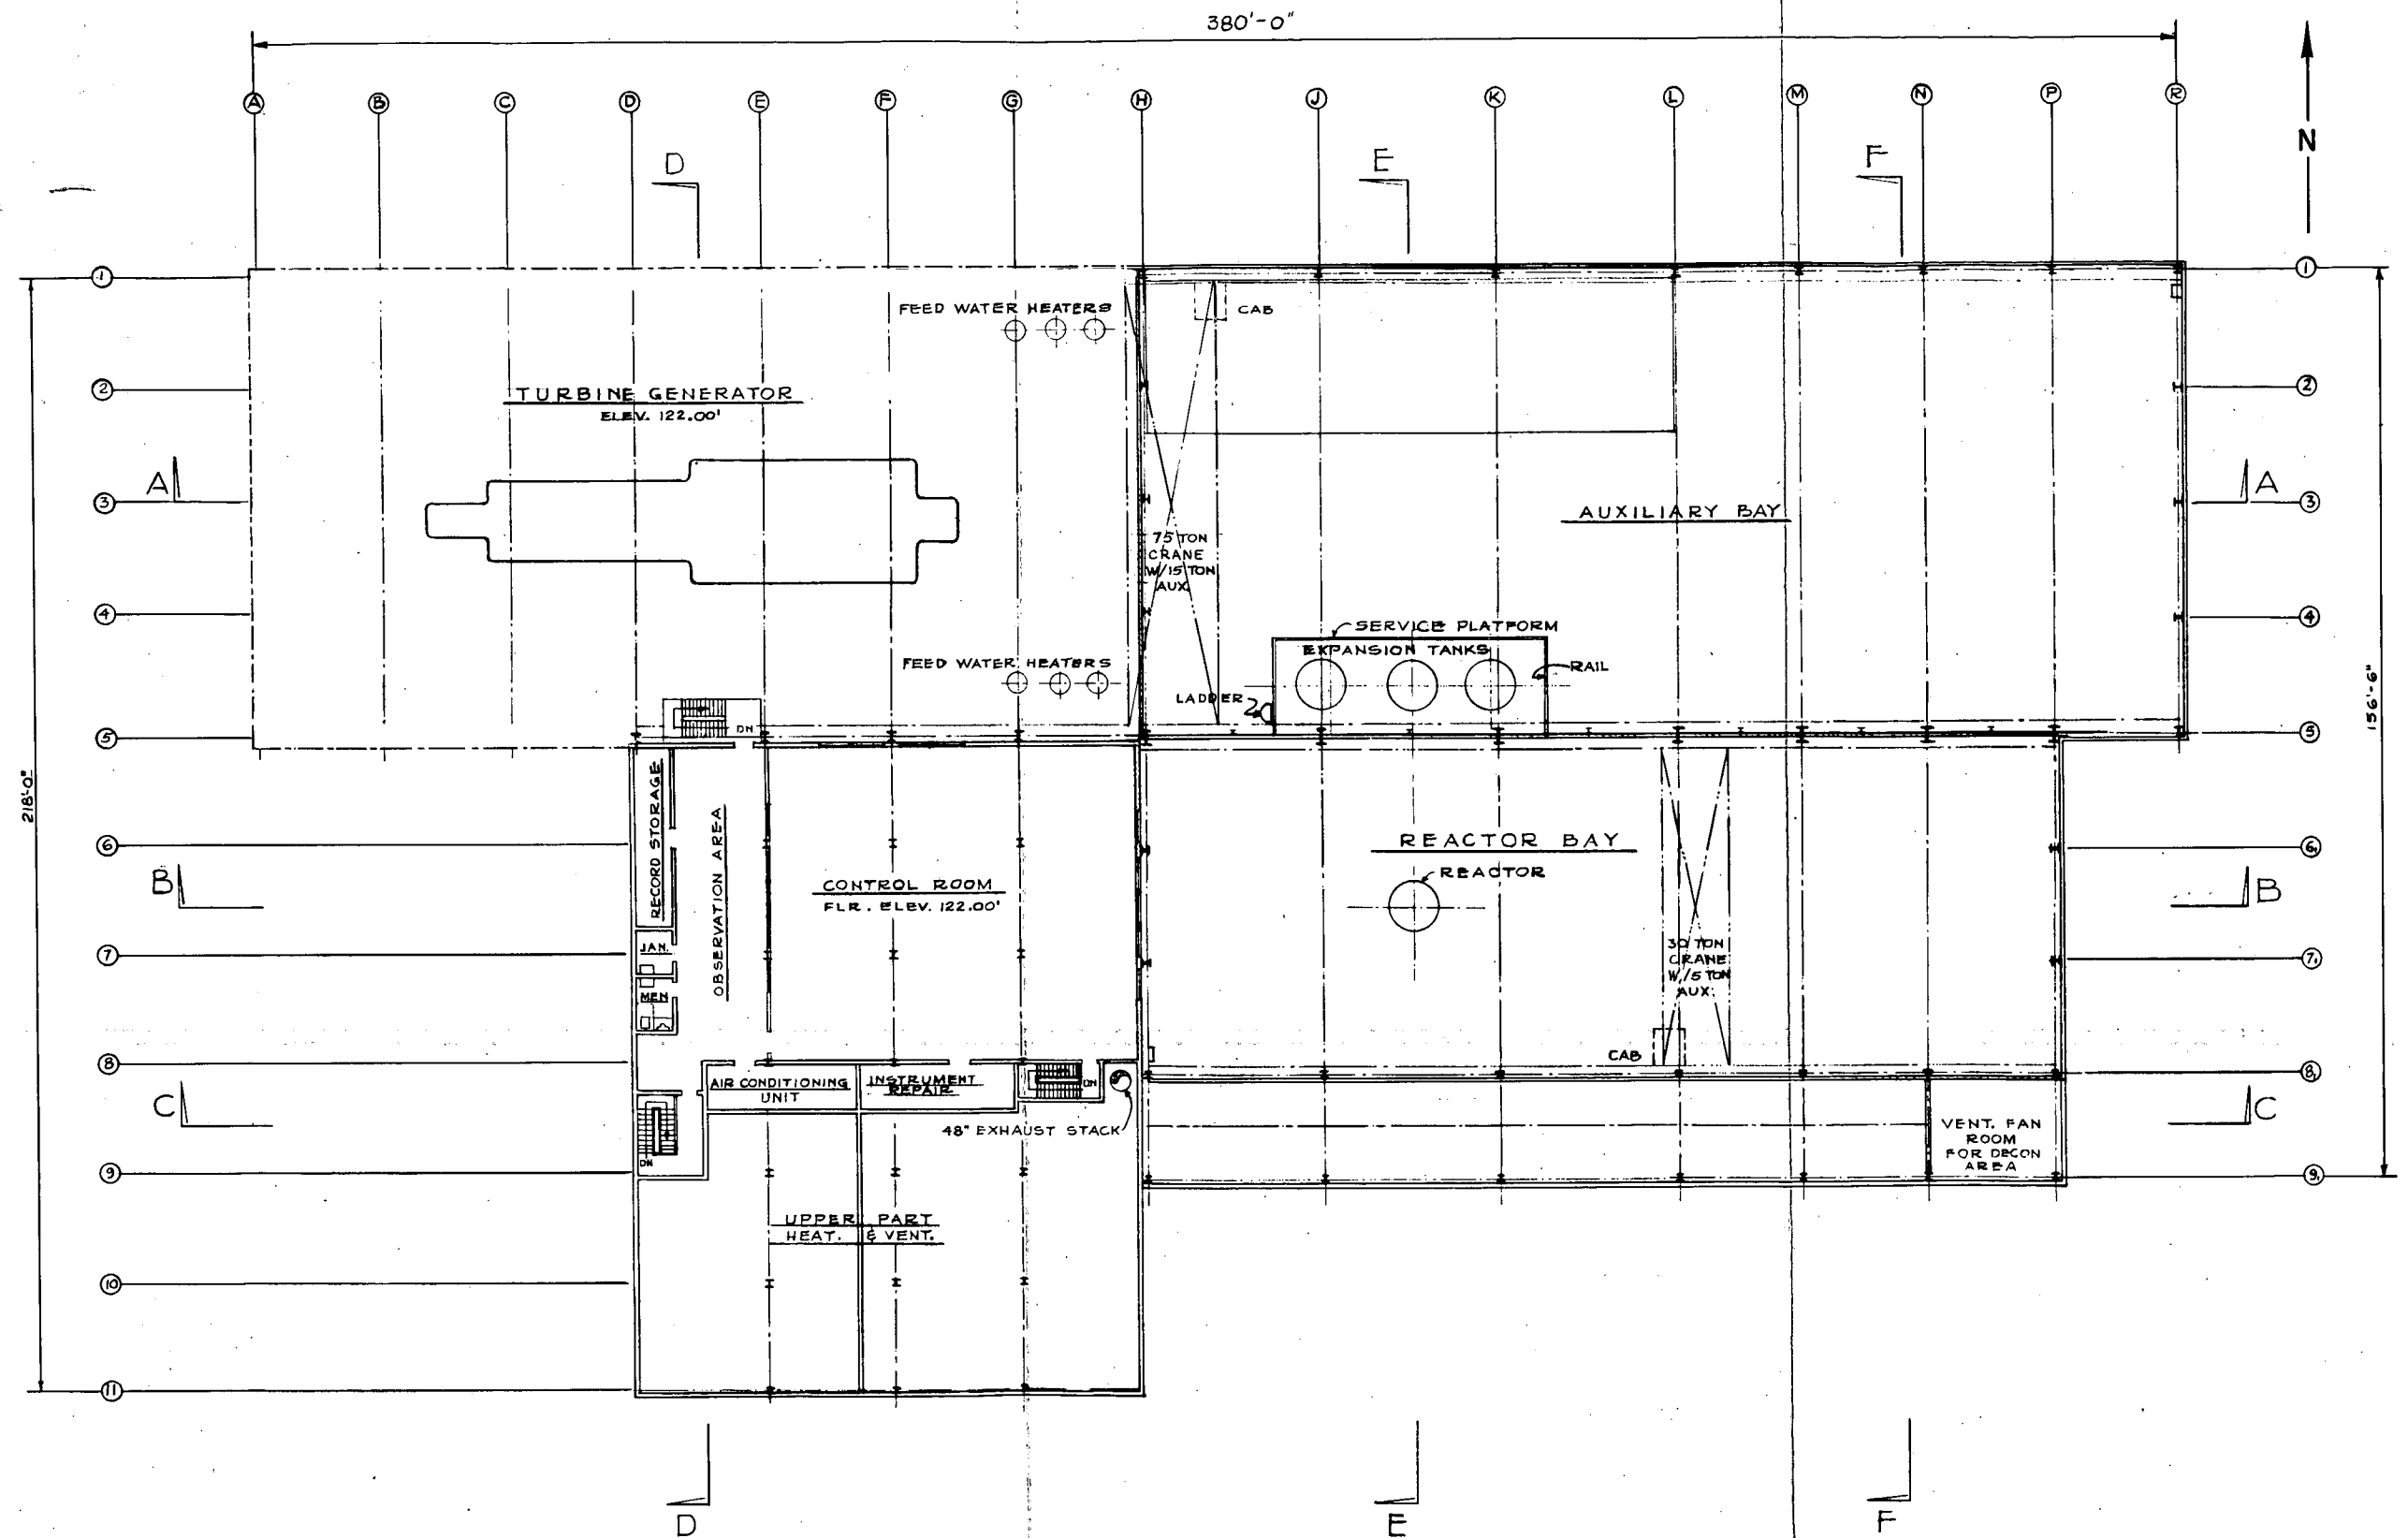 380'-0"
A B C D E F G H J K L M N P R
N
D E F
1 1
FEED WATER HEATERS
CAB
2 2
TURBINE GENERATOR
ELEV. 122.00'
A A
3 3
AUXILIARY BAY
75 TON
CRANE
W/15 TON
AUX.
4 4
SERVICE PLATFORM
EXPANSION TANKS
RAIL
FEED WATER HEATERS
LADDER
DN
5 5
218'-0"
156'-6"
RECORD STORAGE
OBSERVATION AREA
REACTOR BAY
REACTOR
6 6₁
B B
CONTROL ROOM
FLR. ELEV. 122.00'
JAN.
7 7₁
30 TON
CRANE
W/5 TON
AUX.
MEN
CAB
8 8₁
AIR CONDITIONING
UNIT
INSTRUMENT
REPAIR
DN
C C
48" EXHAUST STACK
VENT. FAN
ROOM
FOR DECON
AREA
DN
9 9₁
UPPER PART
HEAT. & VENT.
10
11
D E F